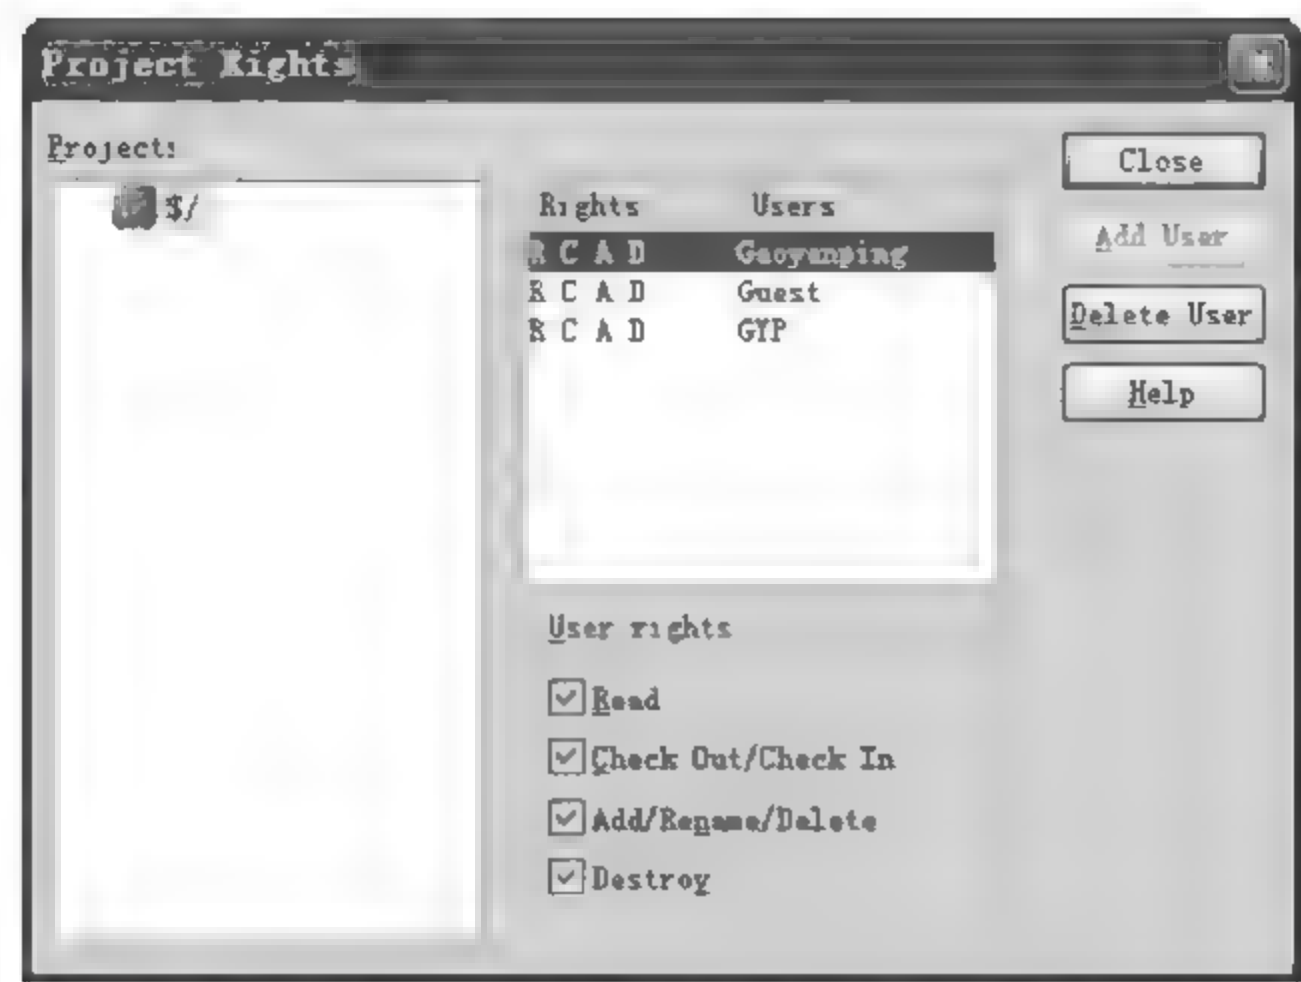 Project Rights
Project:
$/
Rights Users
R C A D Gaoyanping
R C A D Guest
R C A D GYP
User rights
Read
Check Out/Check In
Add/Rename/Delete
Destroy
Close
Add User
Delete User
Help